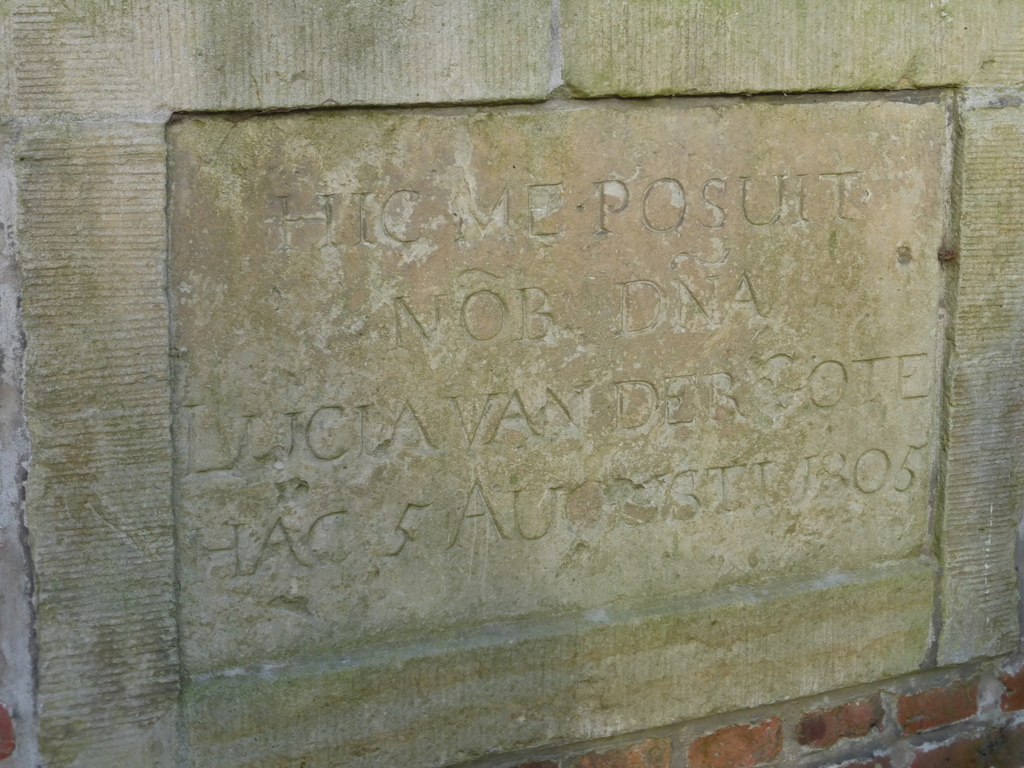 HIC ME · POSUIT ·
NÕB. DÑA
LUCIA VAN DER GOTE
HAC 5 AUGUSTI 1805